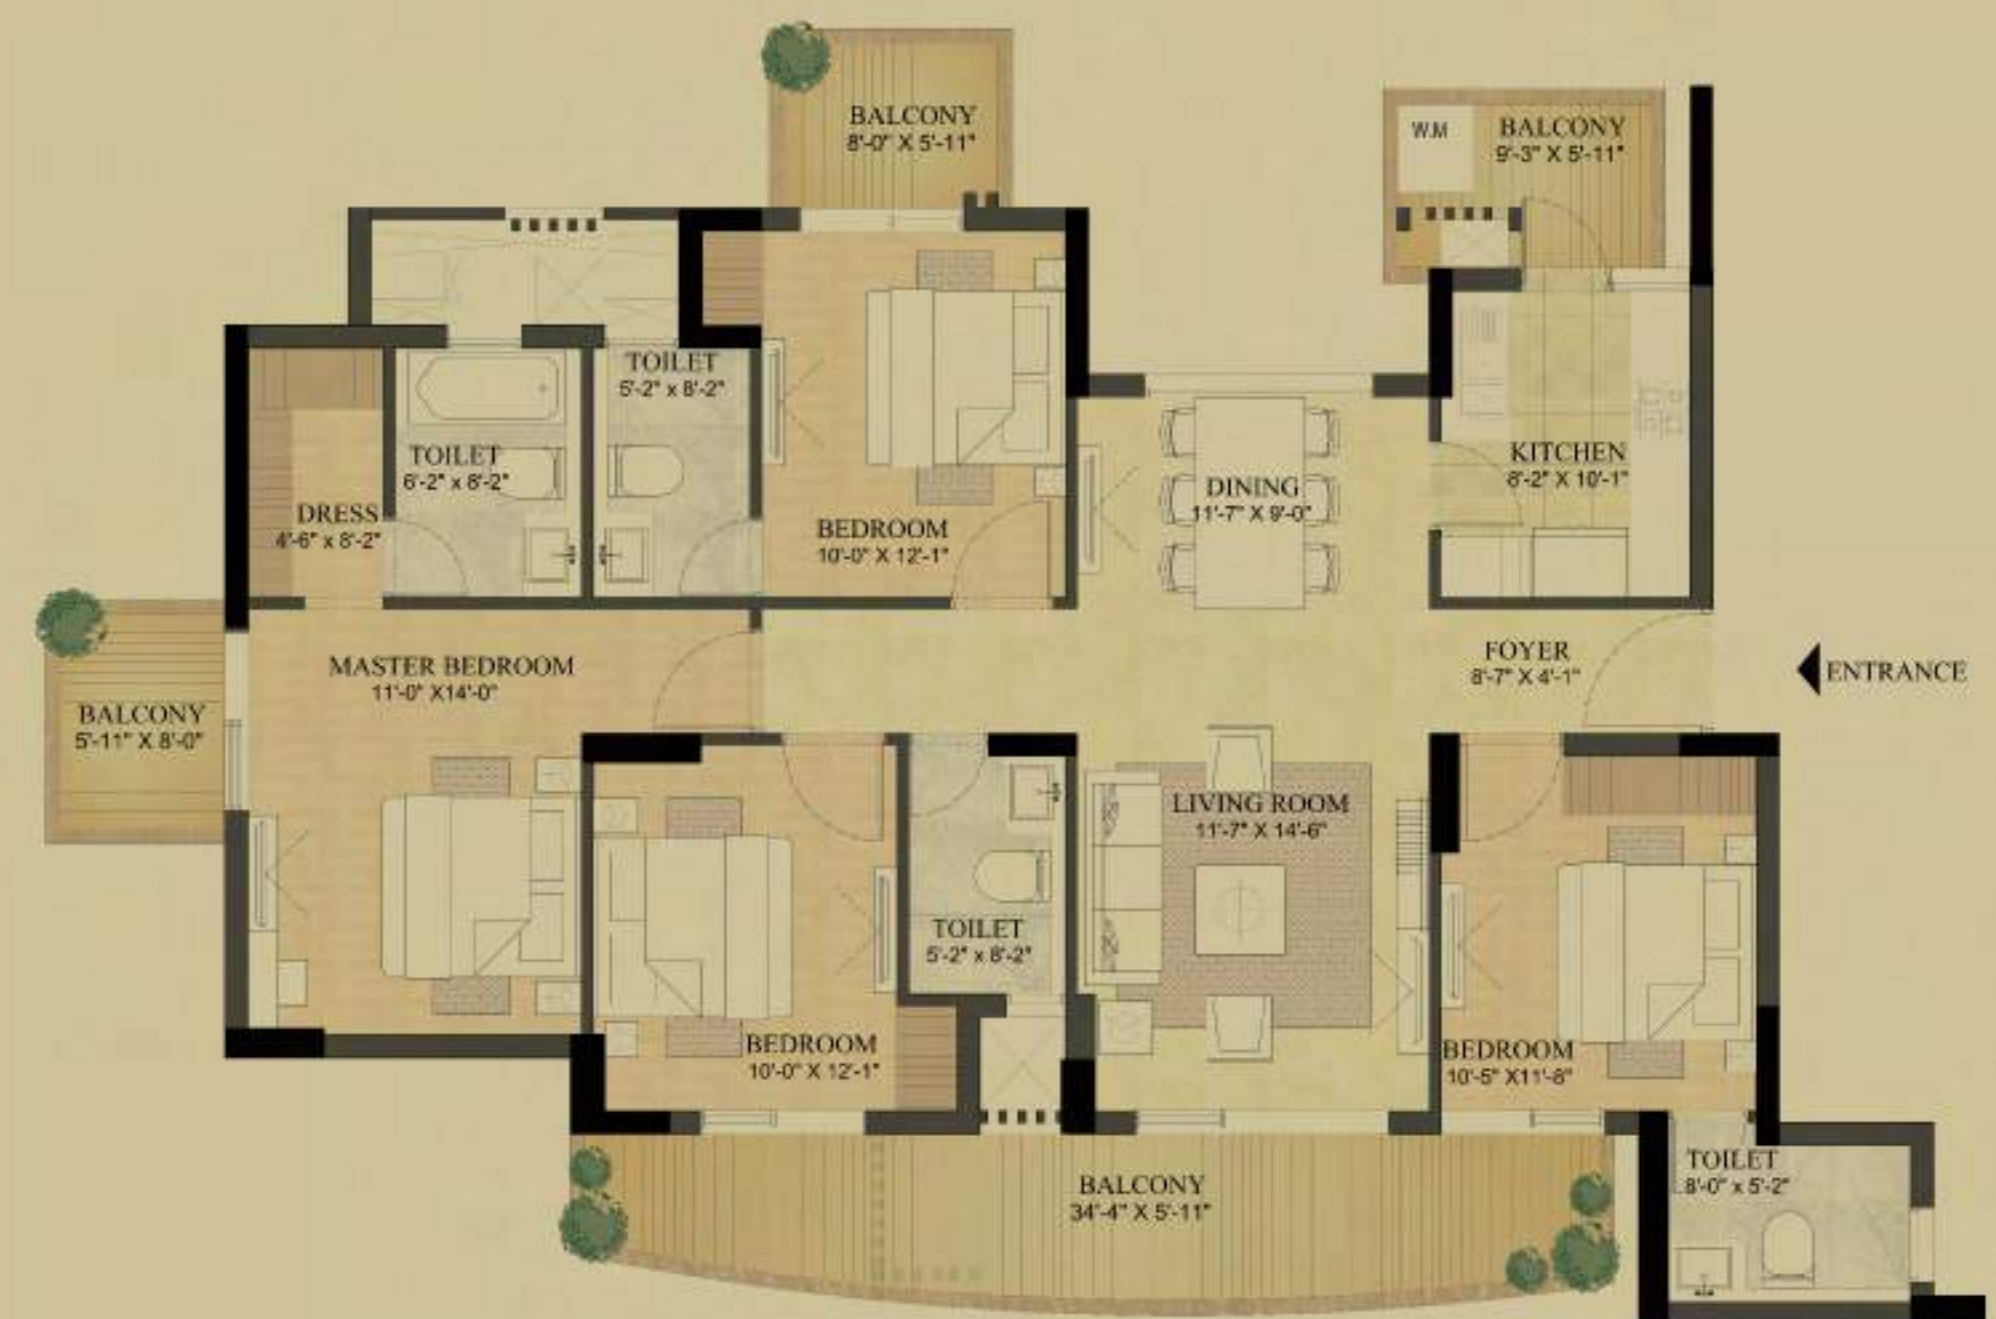 BALCONY
8'-0" X 5'-11"
W.M
BALCONY
9'-3" X 5'-11"
TOILET
5'-2" x 8'-2"
TOILET
6'-2" x 8'-2"
DRESS
4'-6" x 8'-2"
BEDROOM
10'-0" X 12'-1"
DINING
11'-7" X 9'-0"
KITCHEN
8'-2" X 10'-1"
MASTER BEDROOM
11'-0" X14'-0"
FOYER
8'-7" X 4'-1"
ENTRANCE
BALCONY
5'-11" X 8'-0"
LIVING ROOM
11'-7" X 14'-6"
TOILET
5'-2" x 8'-2"
BEDROOM
10'-0" X 12'-1"
BEDROOM
10'-5" X11'-8"
BALCONY
34'-4" X 5'-11"
TOILET
8'-0" x 5'-2"